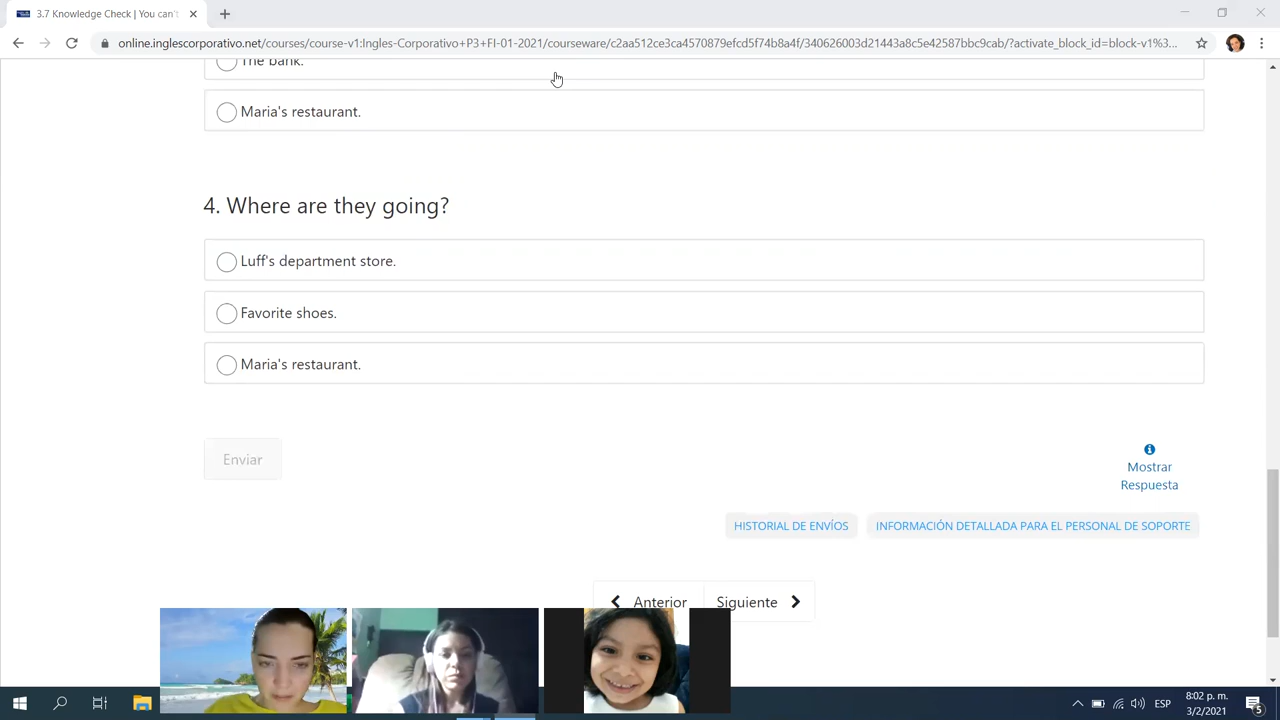 3.7 Knowledge Check | You can't
online.inglescorporativo.net/courses/course-v1:Ingles-Corporativo+P3+FI-01-2021/courseware/c2aa512ce3ca4570879efcd5f74b8a4f/340626003d21443a8c5e42587bbc9cab/?activate_block_id=block-v1%3...
The bank.
Maria's restaurant.
4. Where are they going?
Luff's department store.
Favorite shoes.
Maria's restaurant.
Enviar
Mostrar
Respuesta
HISTORIAL DE ENVÍOS
INFORMACIÓN DETALLADA PARA EL PERSONAL DE SOPORTE
Anterior
Siguiente
ESP
8:02 p. m.
3/2/2021
5